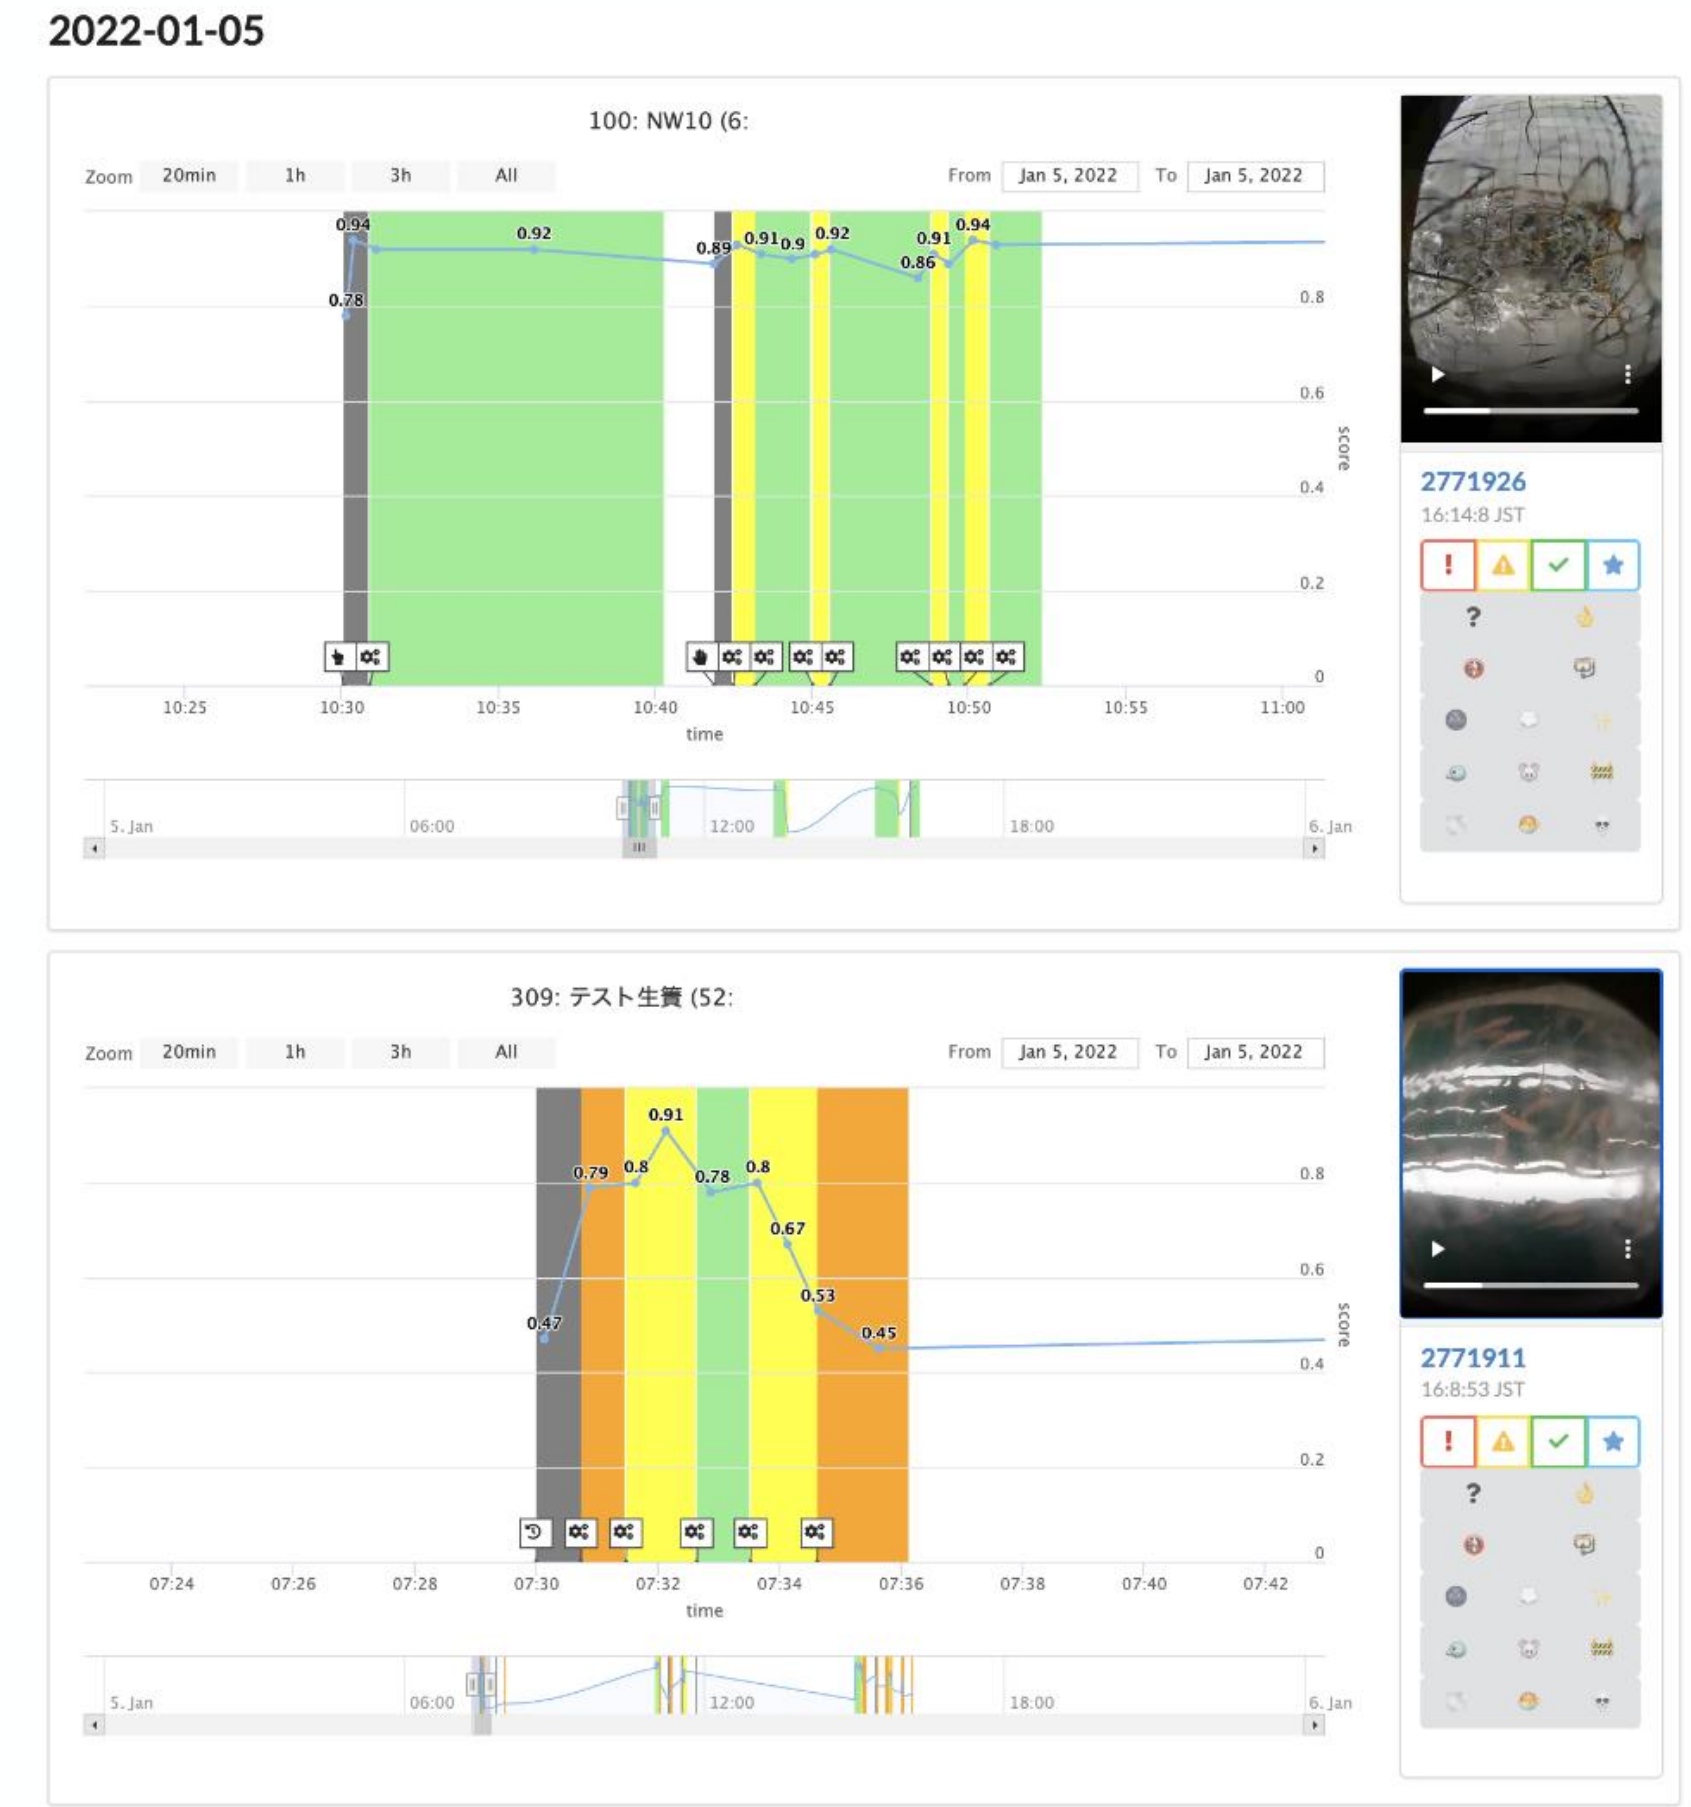 2022-01-05
100: NW10 (6:
Zoom 20min 1h 3h All From Jan 5, 2022 To Jan 5, 2022
0.94
0.92
0.89
0.91
0.9
0.92
0.91
0.94
0.86
0.78
0.8
0.6
score
0.4
0.2
0
10:25 10:30 10:35 10:40 10:45 10:50 10:55 11:00
time
5. Jan 06:00 12:00 18:00 6. Jan
2771926
16:14:8 JST
309: テスト生簀 (52:
Zoom 20min 1h 3h All From Jan 5, 2022 To Jan 5, 2022
0.91
0.79
0.8
0.78
0.8
0.67
0.53
0.47
0.45
0.8
0.6
score
0.4
0.2
0
07:24 07:26 07:28 07:30 07:32 07:34 07:36 07:38 07:40 07:42
time
5. Jan 06:00 12:00 18:00 6. Jan
2771911
16:8:53 JST